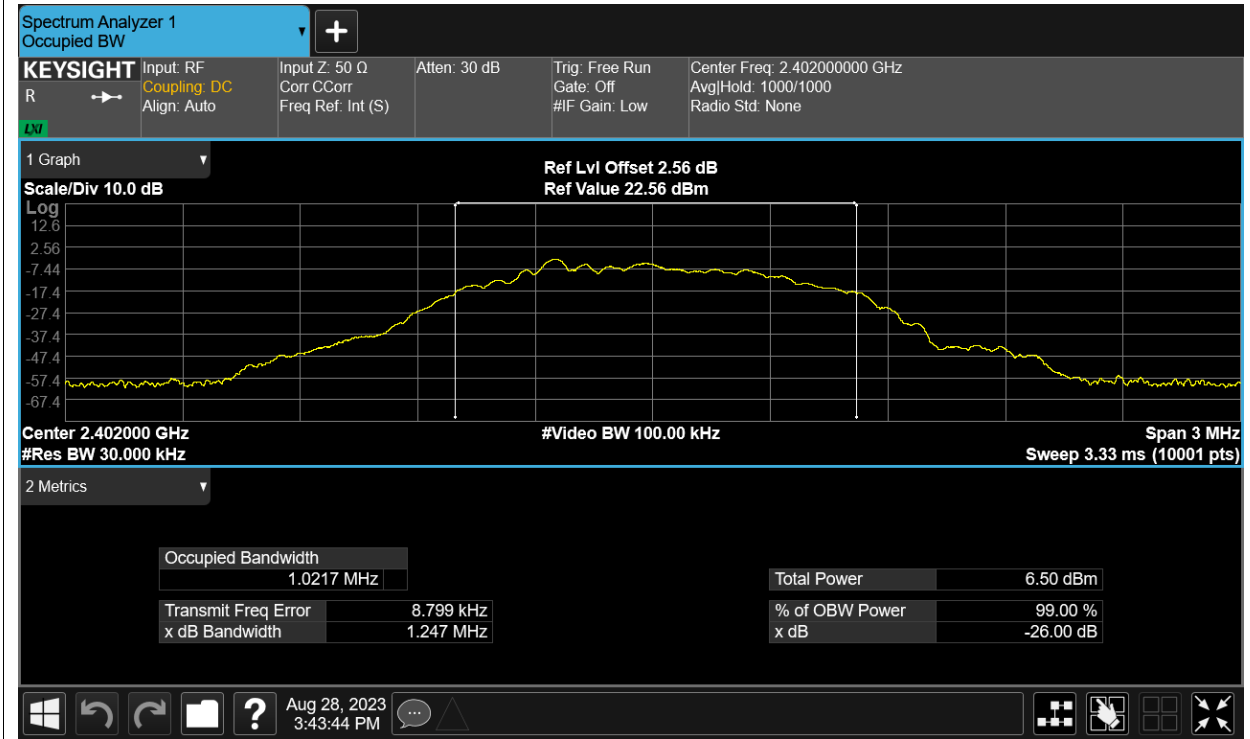 Spectrum Analyzer 1
Occupied BW
KEYSIGHT
R
LXI
Input: RF
Coupling: DC
Align: Auto
Input Z: 50 Ω
Corr CCorr
Freq Ref: Int (S)
Atten: 30 dB
Trig: Free Run
Gate: Off
#IF Gain: Low
Center Freq: 2.402000000 GHz
Avg|Hold: 1000/1000
Radio Std: None
1 Graph
Scale/Div 10.0 dB
Ref Lvl Offset 2.56 dB
Ref Value 22.56 dBm
Log
12.6
2.56
-7.44
-17.4
-27.4
-37.4
-47.4
-57.4
-67.4
Center 2.402000 GHz
#Video BW 100.00 kHz
Span 3 MHz
#Res BW 30.000 kHz
Sweep 3.33 ms (10001 pts)
2 Metrics
Occupied Bandwidth
1.0217 MHz
Total Power 6.50 dBm
Transmit Freq Error 8.799 kHz
% of OBW Power 99.00 %
x dB Bandwidth 1.247 MHz
x dB -26.00 dB
?
Aug 28, 2023
3:43:44 PM